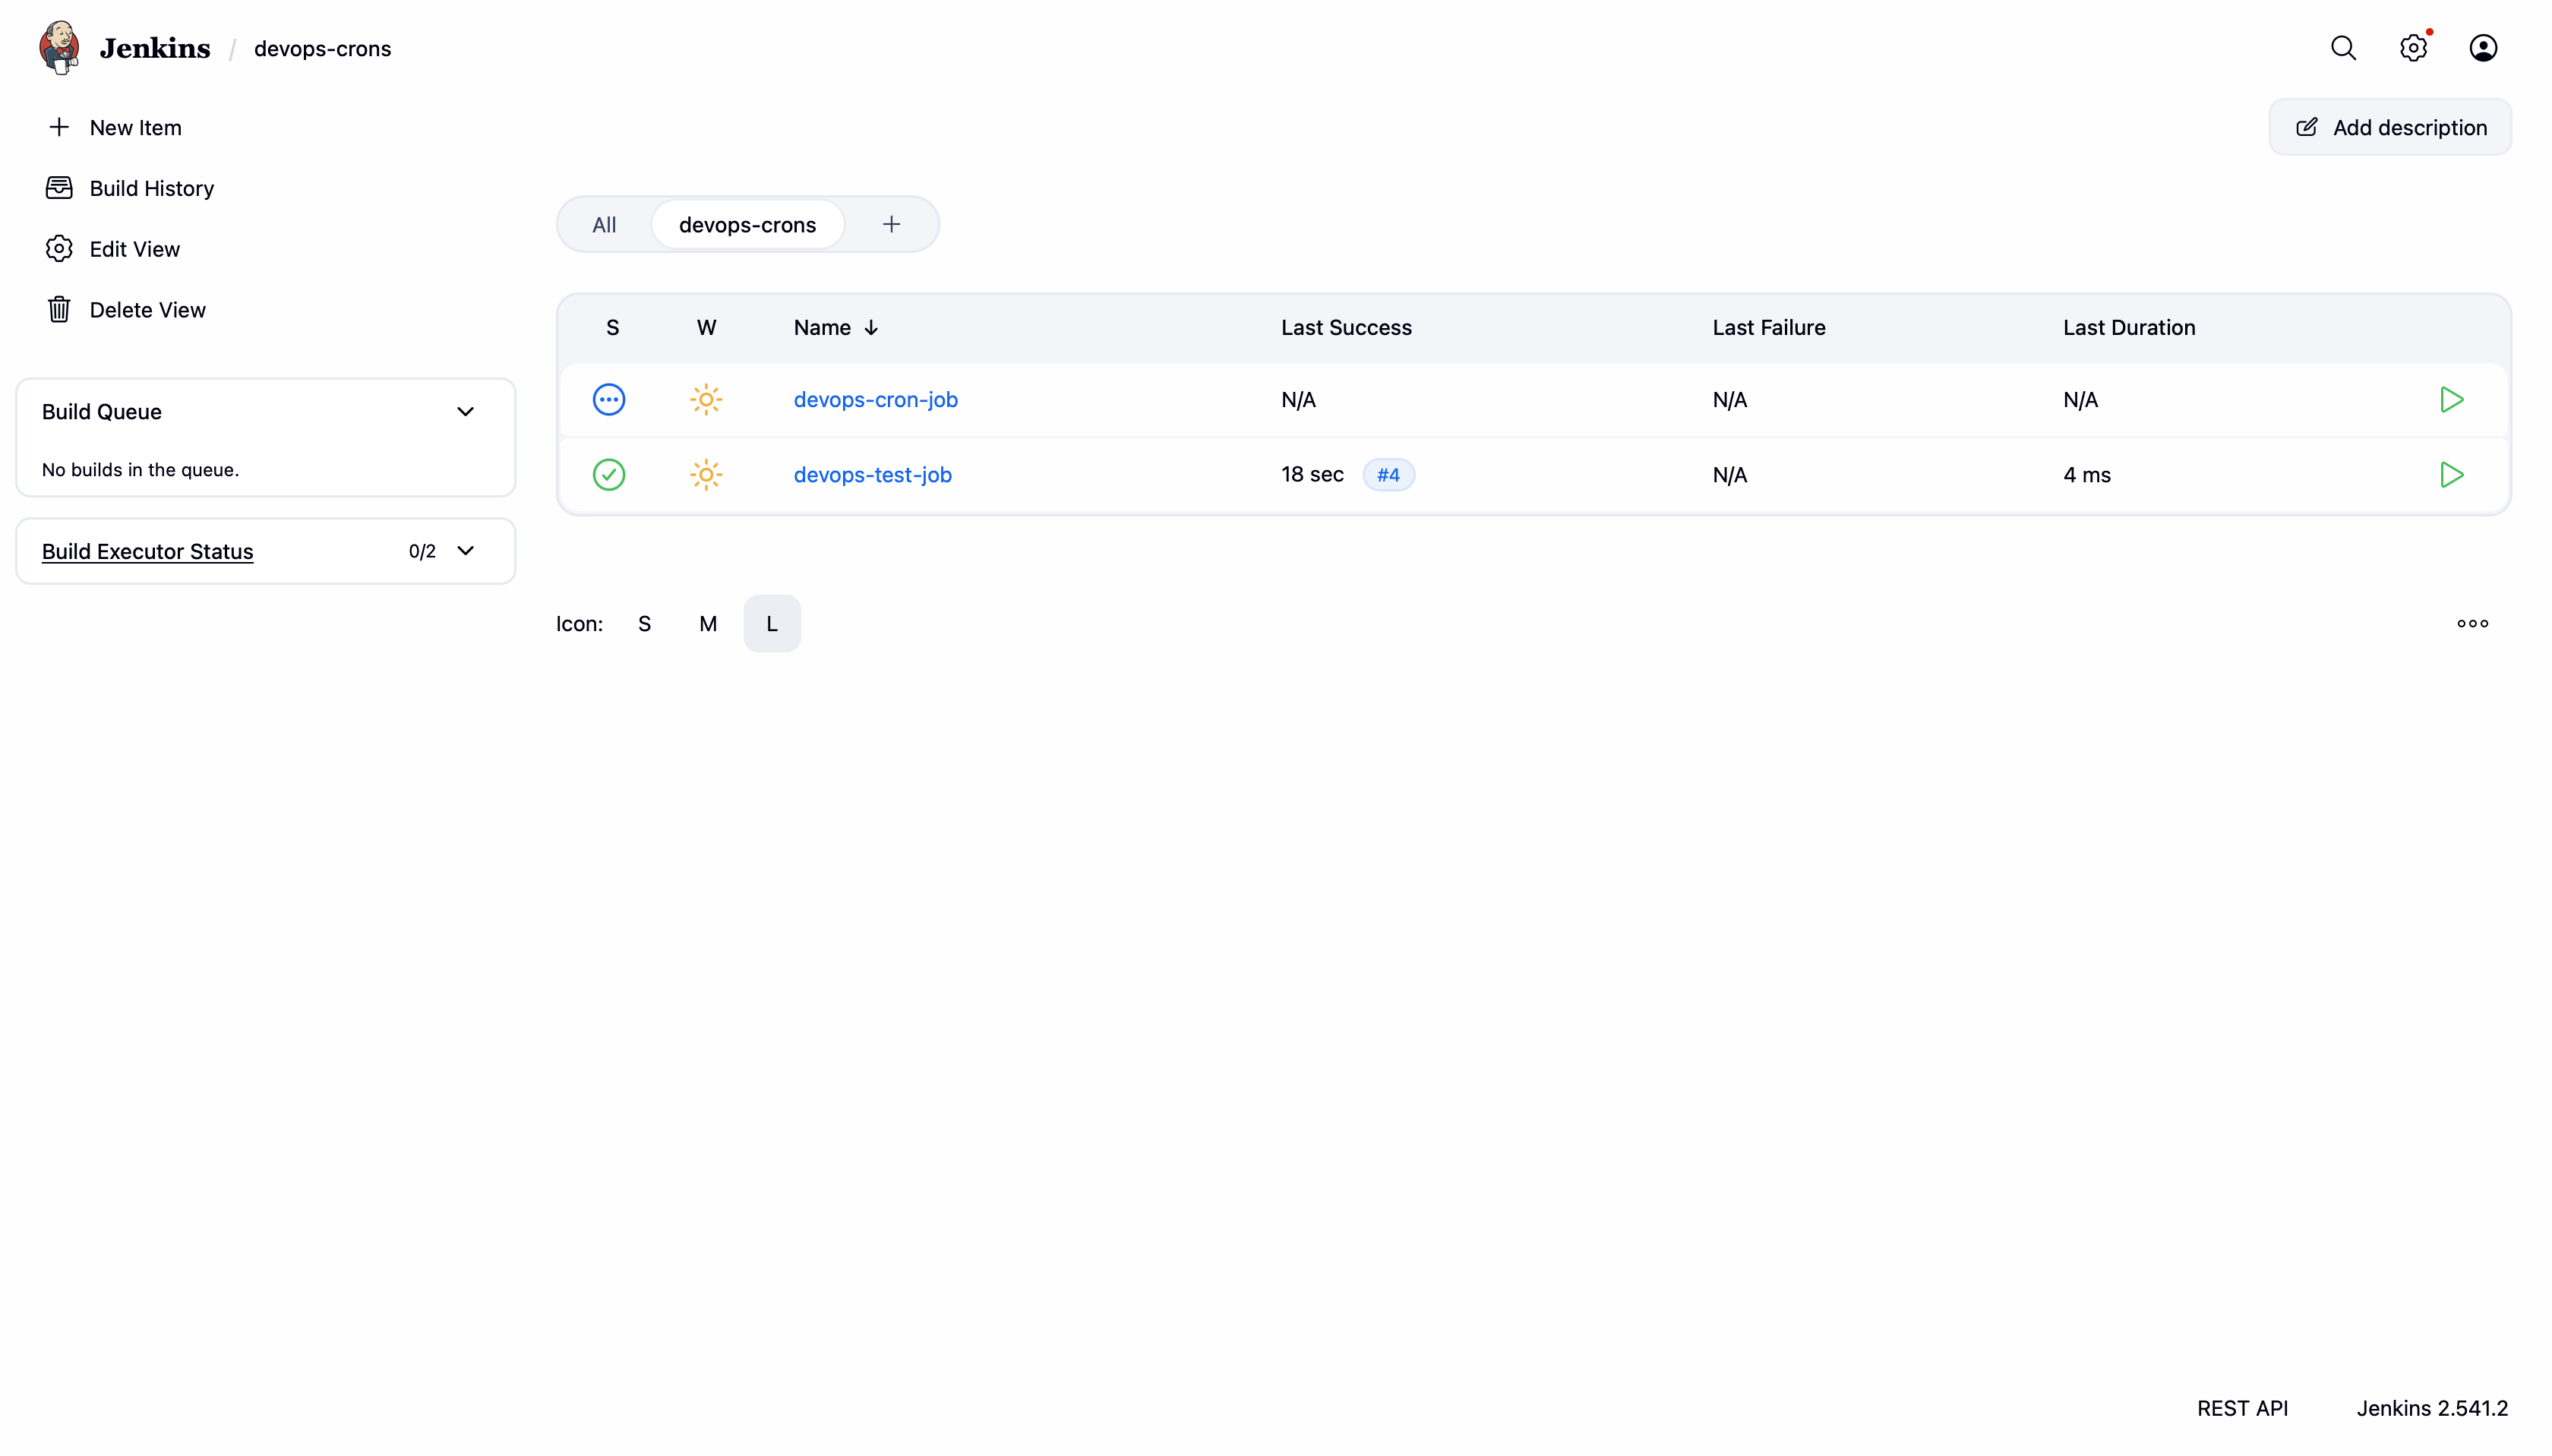 Jenkins / devops-crons
New Item
Build History
Edit View
Delete View
Add description
Build Queue
No builds in the queue.
Build Executor Status 0/2
All devops-crons +
S W Name ↓ Last Success Last Failure Last Duration
devops-cron-job N/A N/A N/A
devops-test-job 18 sec #4 N/A 4 ms
Icon: S M L
REST API Jenkins 2.541.2